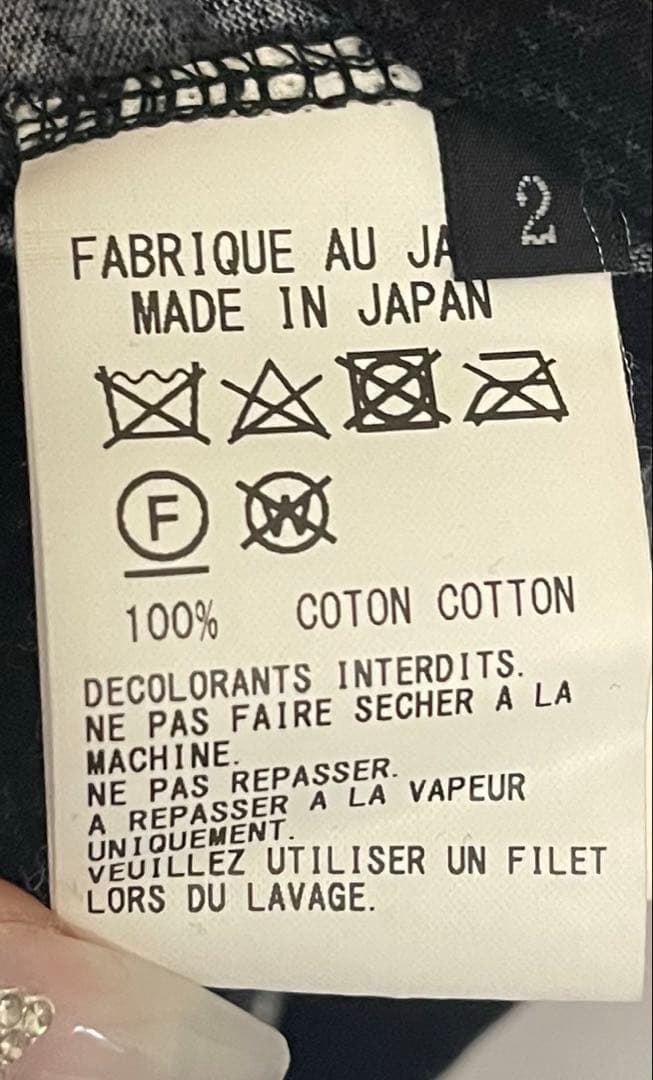 2
FABRIQUE AU JA
MADE IN JAPAN
F W
100% COTON COTTON
DECOLORANTS INTERDITS.
NE PAS FAIRE SECHER A LA
MACHINE.
NE PAS REPASSER.
A REPASSER A LA VAPEUR
UNIQUEMENT.
VEUILLEZ UTILISER UN FILET
LORS DU LAVAGE.